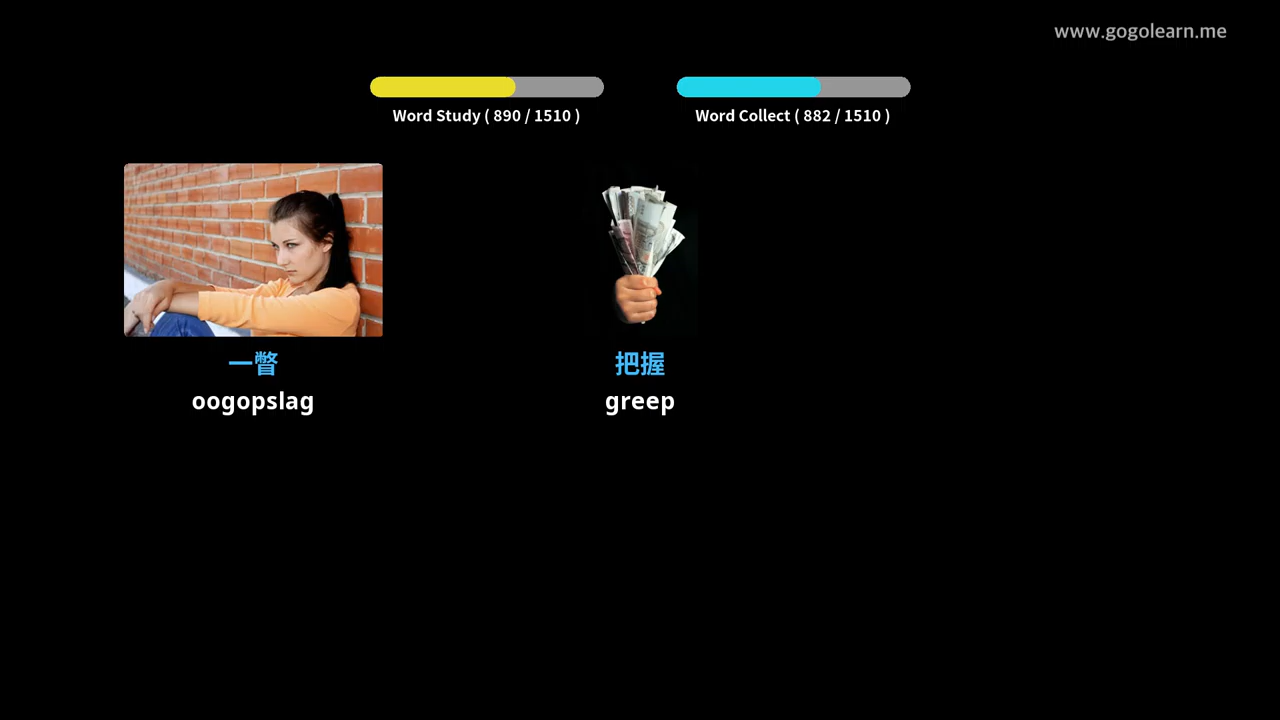 www.gogolearn.me
Word Study ( 890 / 1510 )
Word Collect ( 882 / 1510 )
一瞥
oogopslag
把握
greep